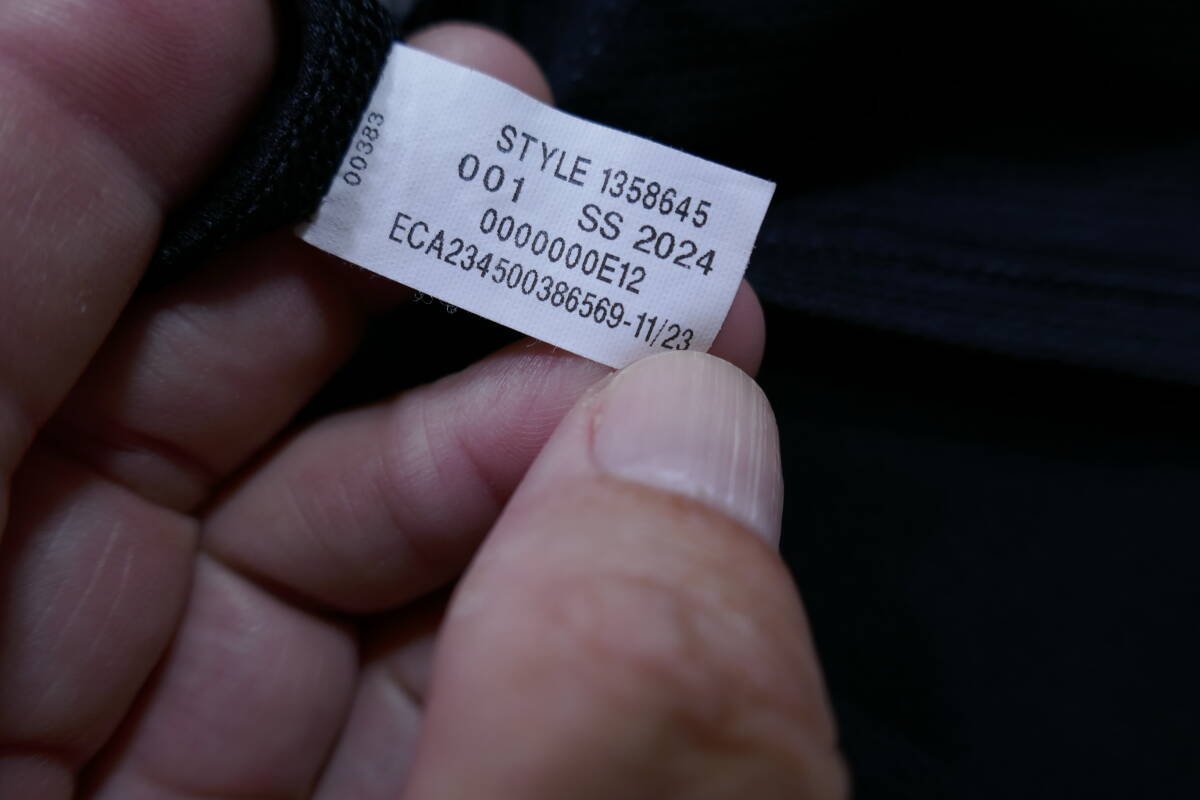 00383
STYLE 1358645
001 SS 2024
0000000E12
ECA234500386569-11/23